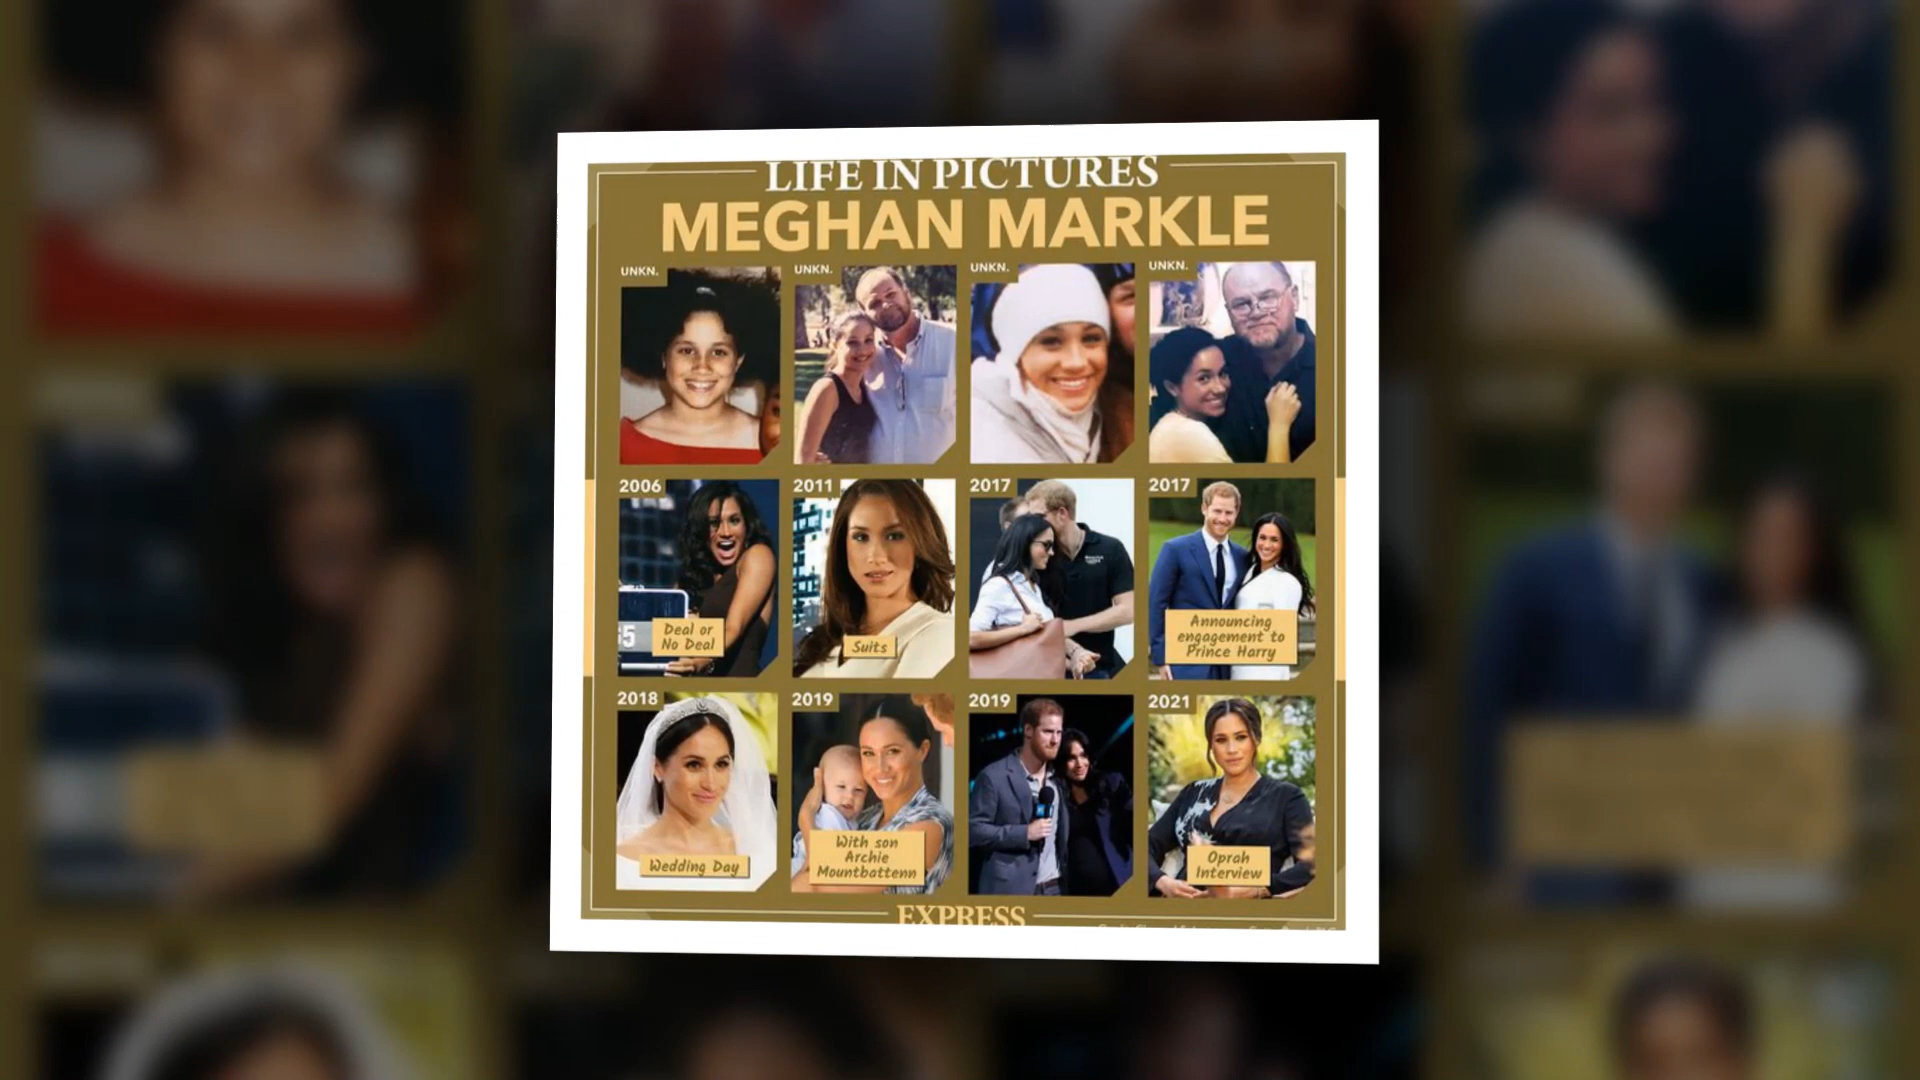 LIFE IN PICTURES
MEGHAN MARKLE
UNKN.
UNKN.
UNKN.
UNKN.
2006
Deal or
No Deal
2011
Suits
2017
2017
Announcing
engagement to
Prince Harry
2018
Wedding Day
2019
With son
Archie
Mountbattenn
2019
2021
Oprah
Interview
EXPRESS